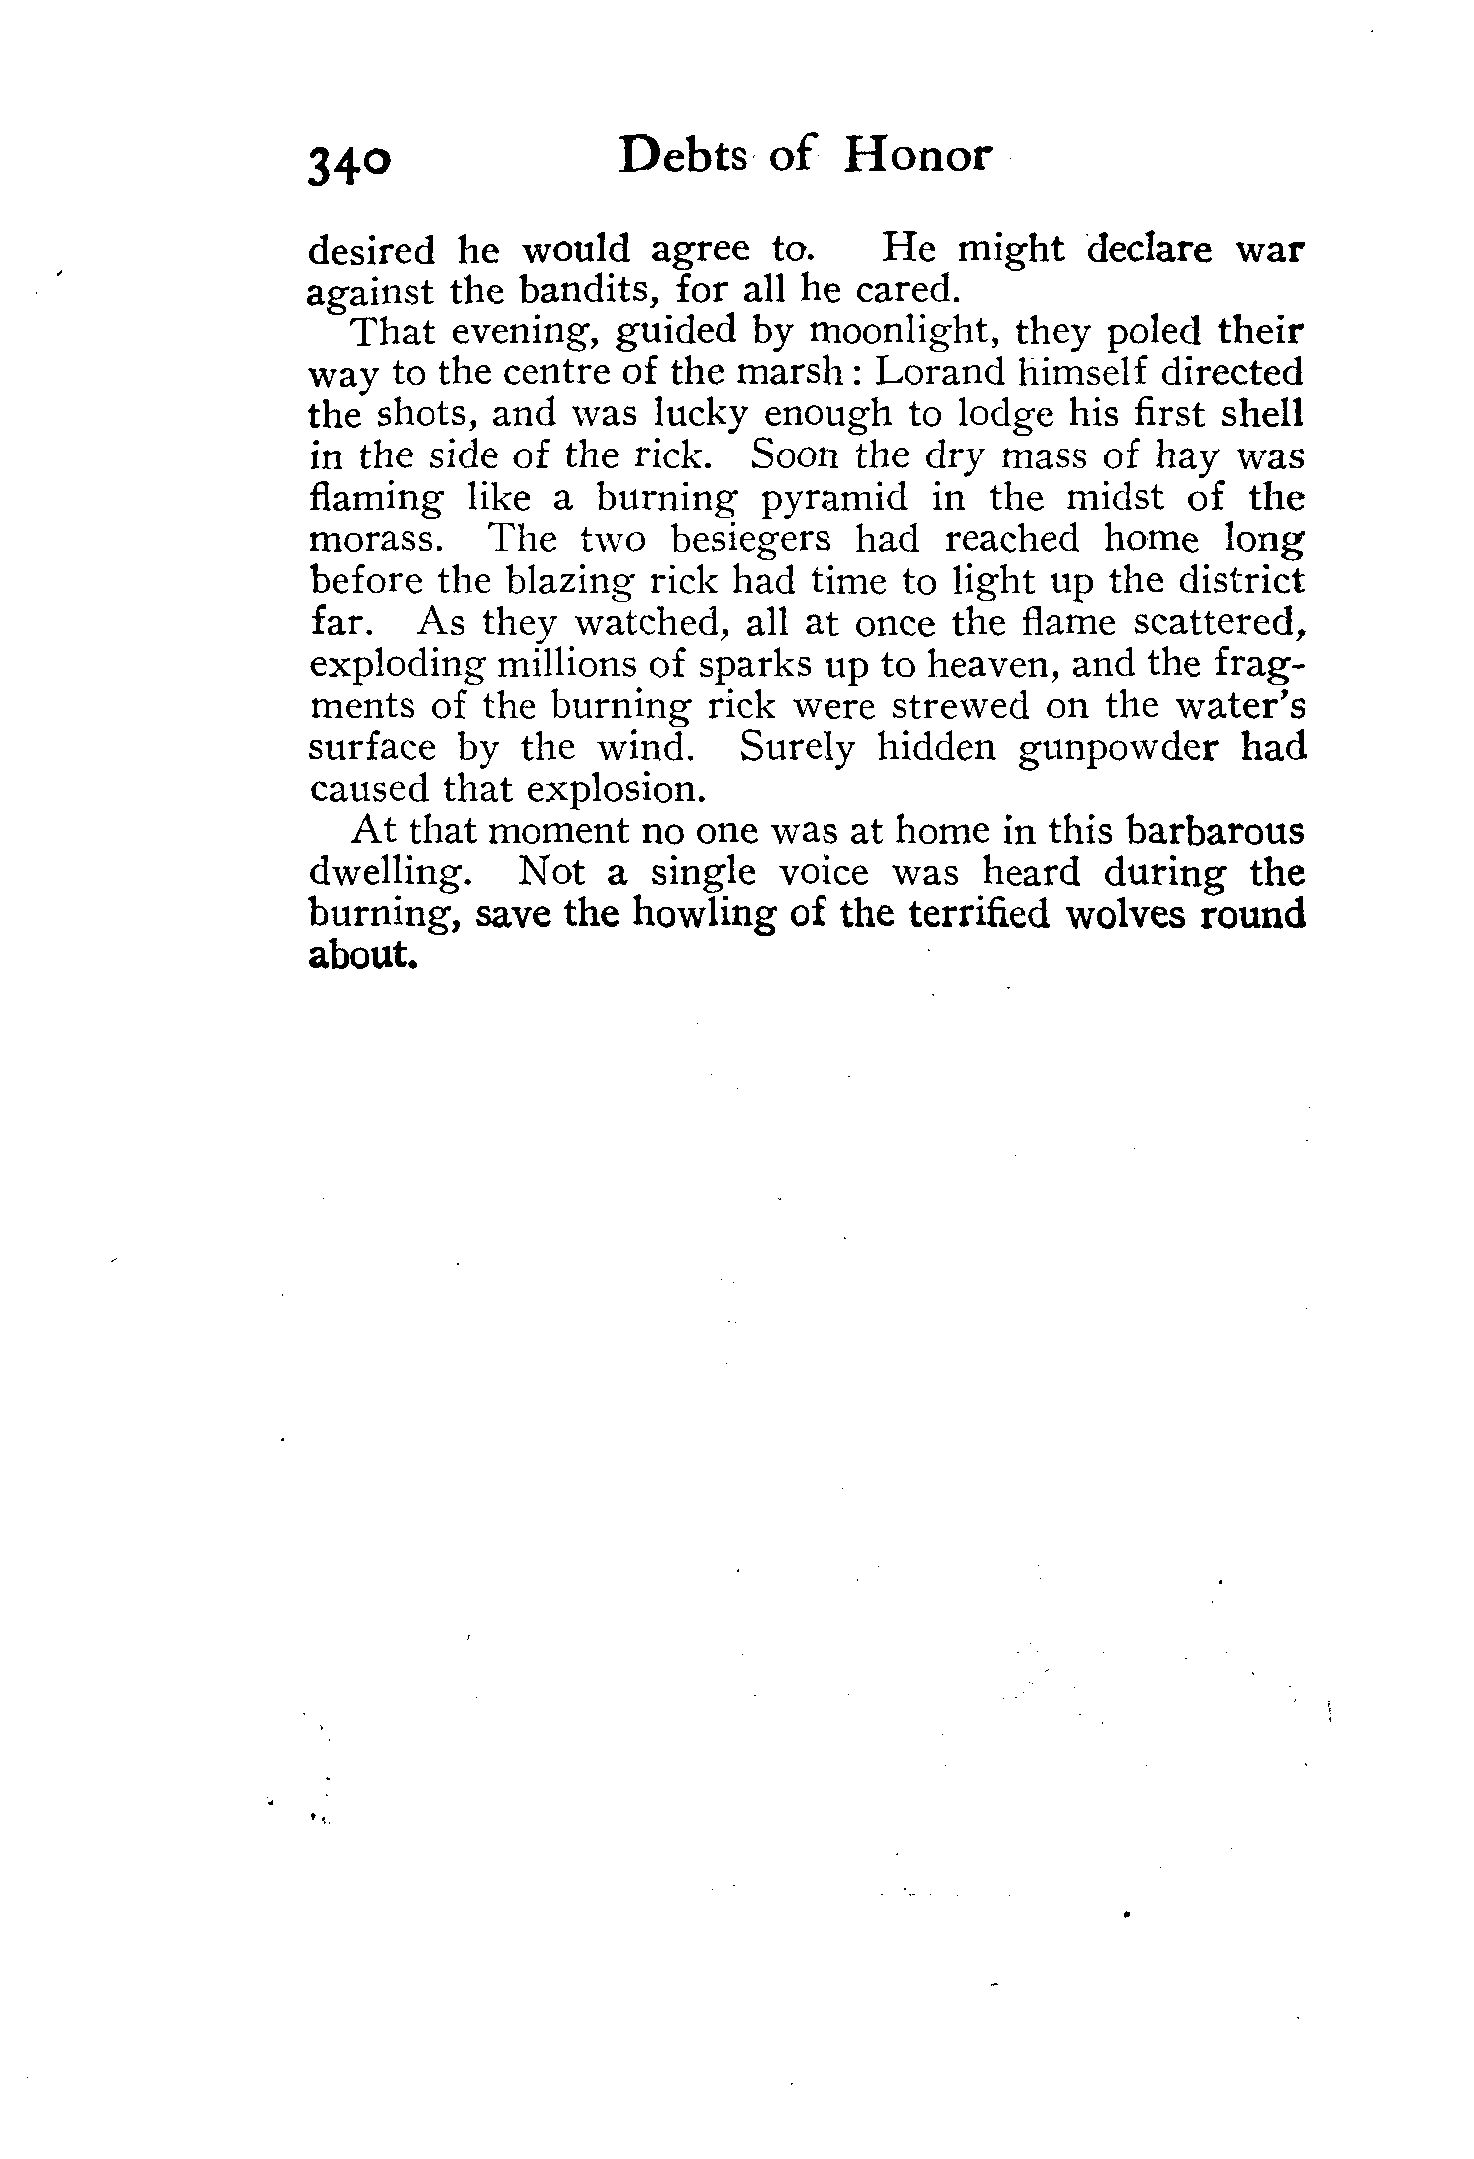 340 Debts of Honor
desired he would agree to. He might declare war
against the bandits, for all he cared.
That evening, guided by moonlight, they poled their
way to the centre of the marsh : Lorand himself directed
the shots, and was lucky enough to lodge his first shell
in the side of the rick. Soon the dry mass of hay was
flaming like a burning pyramid in the midst of the
morass. The two besiegers had reached home long
before the blazing rick had time to light up the district
far. As they watched, all at once the flame scattered,
exploding millions of sparks up to heaven, and the frag-
ments of the burning rick were strewed on the water's
surface by the wind. Surely hidden gunpowder had
caused that explosion.
At that moment no one was at home in this barbarous
dwelling. Not a single voice was heard during the
burning, save the howling of the terrified wolves round
about.